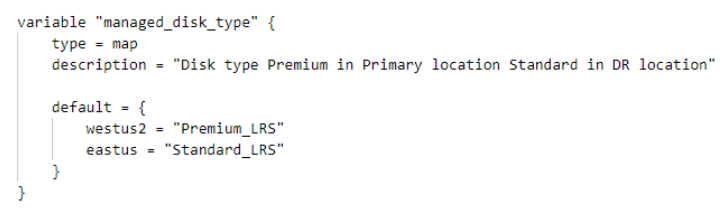 variable "managed_disk_type" {
    type = map
    description = "Disk type Premium in Primary location Standard in DR location"

    default = {
        westus2 = "Premium_LRS"
        eastus = "Standard_LRS"
    }
}